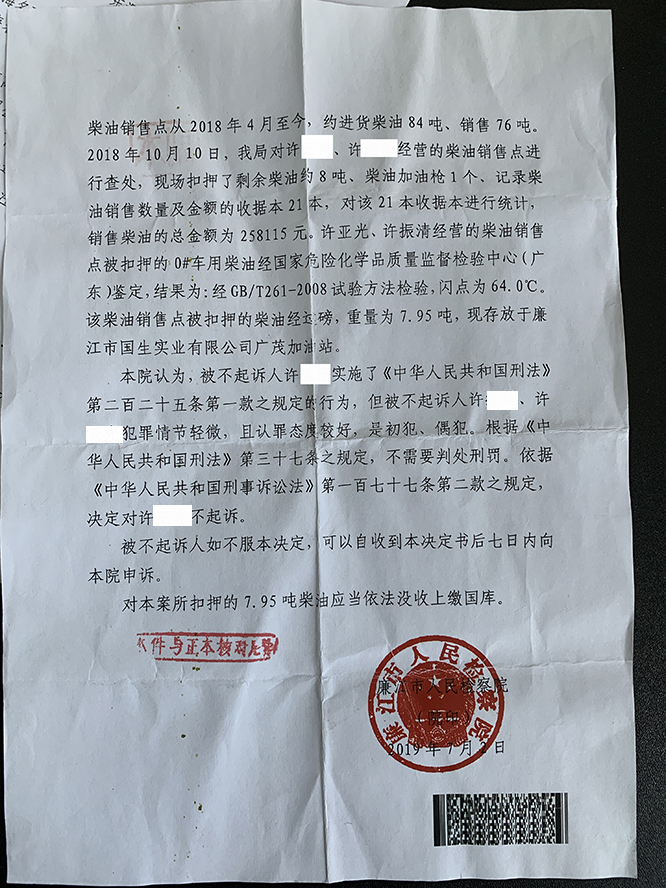 柴油销售点从2018年4月至今，约进货柴油84吨、销售76吨。
2018年10月10日，我局对许、许经营的柴油销售点进
行查处，现场扣押了剩余柴油约8吨、柴油加油枪1个、记录柴
油销售数量及金额的收据本21本，对该21本收据本进行统计，
销售柴油的总金额为258115元。许亚光、许振清经营的柴油销售
点被扣押的0#车用柴油经国家危险化学品质量监督检验中心（广
东）鉴定，结果为：经GB/T261-2008试验方法检验，闪点为64.0℃。
该柴油销售点被扣押的柴油经过磅，重量为7.95吨，现存放于廉
江市国生实业有限公司广茂加油站。
本院认为，被不起诉人许实施了《中华人民共和国刑法》
第二百二十五条第一款之规定的行为，但被不起诉人许、许
犯罪情节轻微，且认罪态度较好，是初犯、偶犯。根据《中
华人民共和国刑法》第三十七条之规定，不需要判处刑罚。依据
《中华人民共和国刑事诉讼法》第一百七十七条第二款之规定，
决定对许不起诉。
被不起诉人如不服本决定，可以自收到本决定书后七日内向
本院申诉。
对本案所扣押的7.95吨柴油应当依法没收上缴国库。
件与正本核对无
廉江市人民检察院
廉江市人民检察院
2019年7月3日